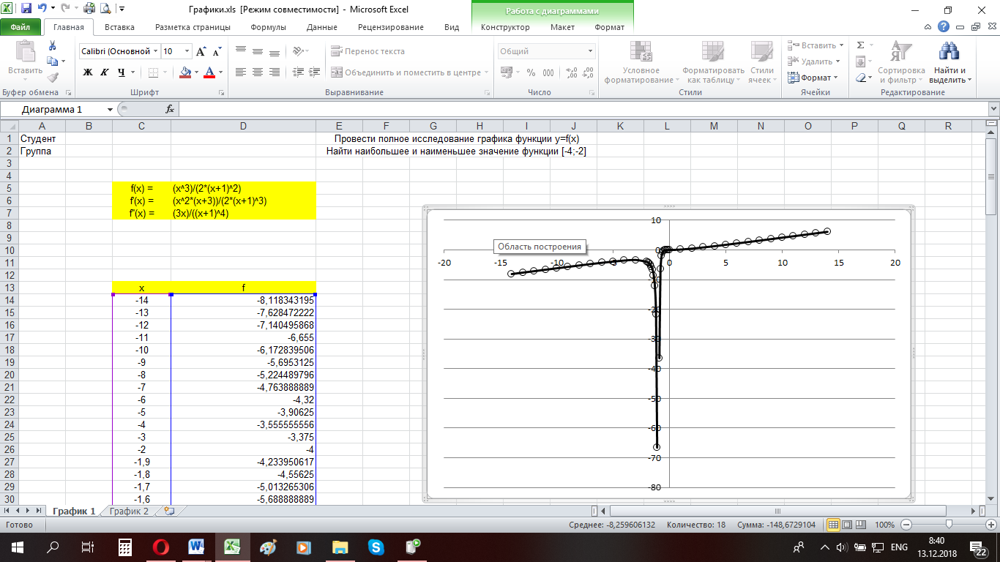 Графики.xls [Режим совместимости] - Microsoft Excel
Работа с диаграммами
Файл Главная Вставка Разметка страницы Формулы Данные Рецензирование Вид Конструктор Макет Формат
Вставить
Calibri (Основной 10
Ж К Ч
Перенос текста
Объединить и поместить в центре
Общий
% 000
Условное форматирование
Форматировать как таблицу
Стили ячеек
Вставить
Удалить
Формат
Σ
Сортировка и фильтр
Найти и выделить
Буфер обмена Шрифт Выравнивание Число Стили Ячейки Редактирование
Диаграмма 1 fx
A B C D E F G H I J K L M N O P Q R
1 Студент Провести полное исследование графика функции y=f(x)
2 Группа Найти наибольшее и наименьшее значение функции [-4;-2]
3
4
5 f(x) = (x^3)/(2*(x+1)^2)
6 f'(x) = (x^2*(x+3))/(2*(x+1)^3)
7 f''(x) = (3x)/((x+1)^4)
8
9
10
11
12
13 x f
14 -14 -8,118343195
15 -13 -7,628472222
16 -12 -7,140495868
17 -11 -6,655
18 -10 -6,172839506
19 -9 -5,6953125
20 -8 -5,224489796
21 -7 -4,763888889
22 -6 -4,32
23 -5 -3,90625
24 -4 -3,555555556
25 -3 -3,375
26 -2 -4
27 -1,9 -4,233950617
28 -1,8 -4,55625
29 -1,7 -5,013265306
30 -1,6 -5,688888889
10
Область построения
0
-20 -15 -10 -5 0 5 10 15 20
-10
-20
-30
-40
-50
-60
-70
-80
График 1 График 2
Готово Среднее: -8,259606132 Количество: 18 Сумма: -148,6729104 100%
ENG
8:40
13.12.2018
22